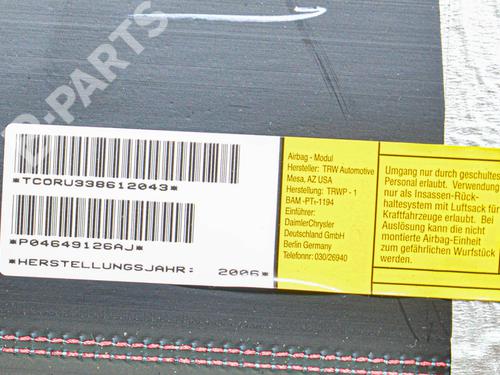 B-PARTS
*TCORU338612043*
*P04649126AJ*
*HERSTELLUNGSJAHR: 2006*
Airbag - Modul
Hersteller: TRW Automotive
Mesa, AZ USA
Herstellung: TRWP - 1
BAM -PT1-1194
Einführer:
DaimlerChrysler
Deutschland GmbH
Berlin Germany
Telefonnr: 030/26940
Umgang nur durch geschultes
Personal erlaubt. Verwendung
nur als Insassen-Rück-
haltesystem mit Luftsack für
Kraftfahrzeuge erlaubt. Bei
Auslösung kann die nicht
montierte Airbag-Einheit
zum gefährlichen Wurfstück
werden.